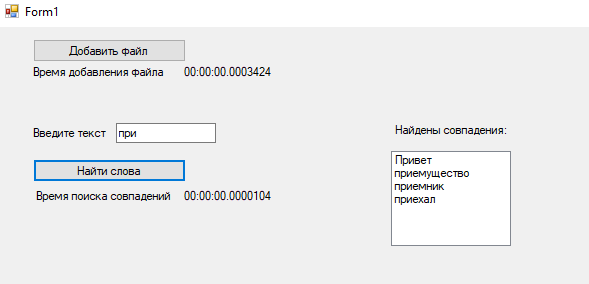 Form1
Добавить файл
Время добавления файла 00:00:00.0003424
Введите текст при
Найти слова
Время поиска совпадений 00:00:00.0000104
Найдены совпадения:
Привет
приемущество
приемник
приехал